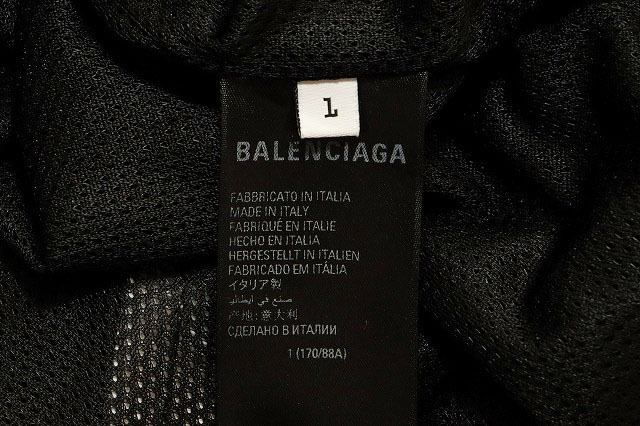 1
BALENCIAGA
FABBRICATO IN ITALIA
MADE IN ITALY
FABRIQUÉ EN ITALIE
HECHO EN ITALIA
HERGESTELLT IN ITALIEN
FABRICADO EM ITÁLIA
イタリア製
صنع في ايطاليا
产地:意大利
СДЕЛАНО В ИТАЛИИ
1 (170/88A)